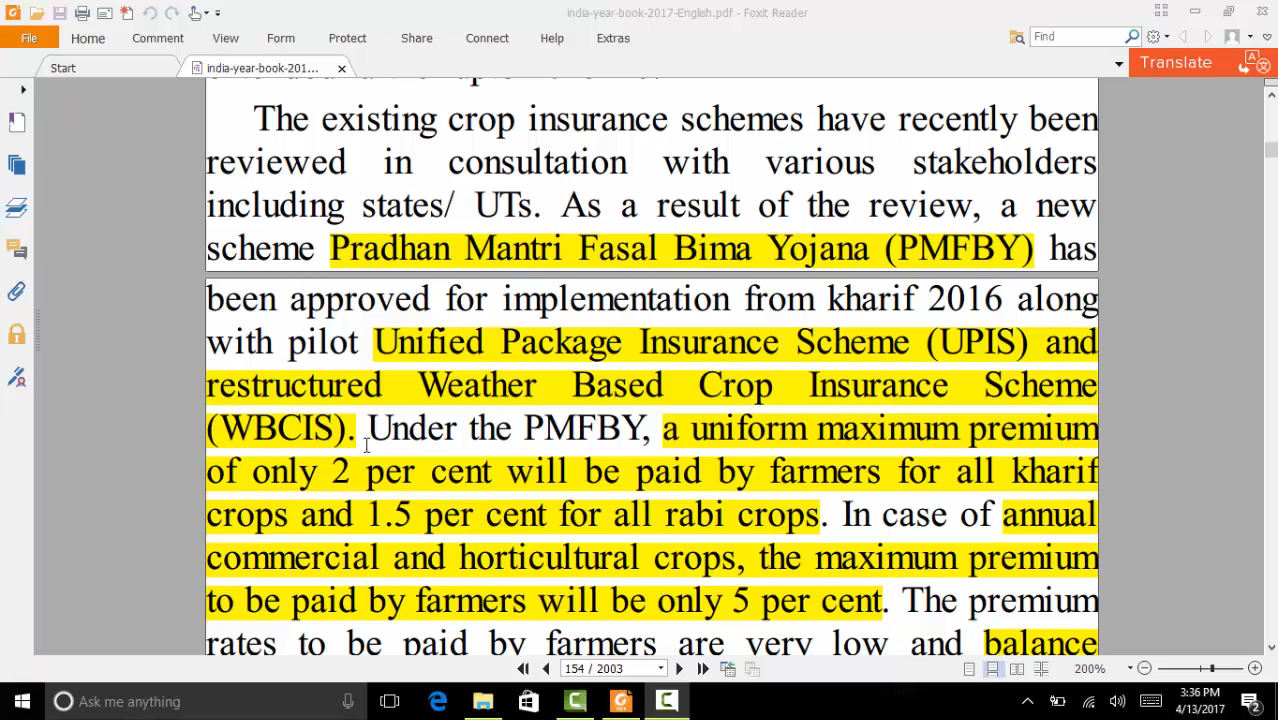 india-year-book-2017-English.pdf - Foxit Reader
File Home Comment View Form Protect Share Connect Help Extras Find
Start india-year-book-201... Translate
The existing crop insurance schemes have recently been
reviewed in consultation with various stakeholders
including states/ UTs. As a result of the review, a new
scheme Pradhan Mantri Fasal Bima Yojana (PMFBY) has
been approved for implementation from kharif 2016 along
with pilot Unified Package Insurance Scheme (UPIS) and
restructured Weather Based Crop Insurance Scheme
(WBCIS). Under the PMFBY, a uniform maximum premium
of only 2 per cent will be paid by farmers for all kharif
crops and 1.5 per cent for all rabi crops. In case of annual
commercial and horticultural crops, the maximum premium
to be paid by farmers will be only 5 per cent. The premium
rates to be paid by farmers are very low and balance
154 / 2003 200%
Ask me anything 3:36 PM
4/13/2017